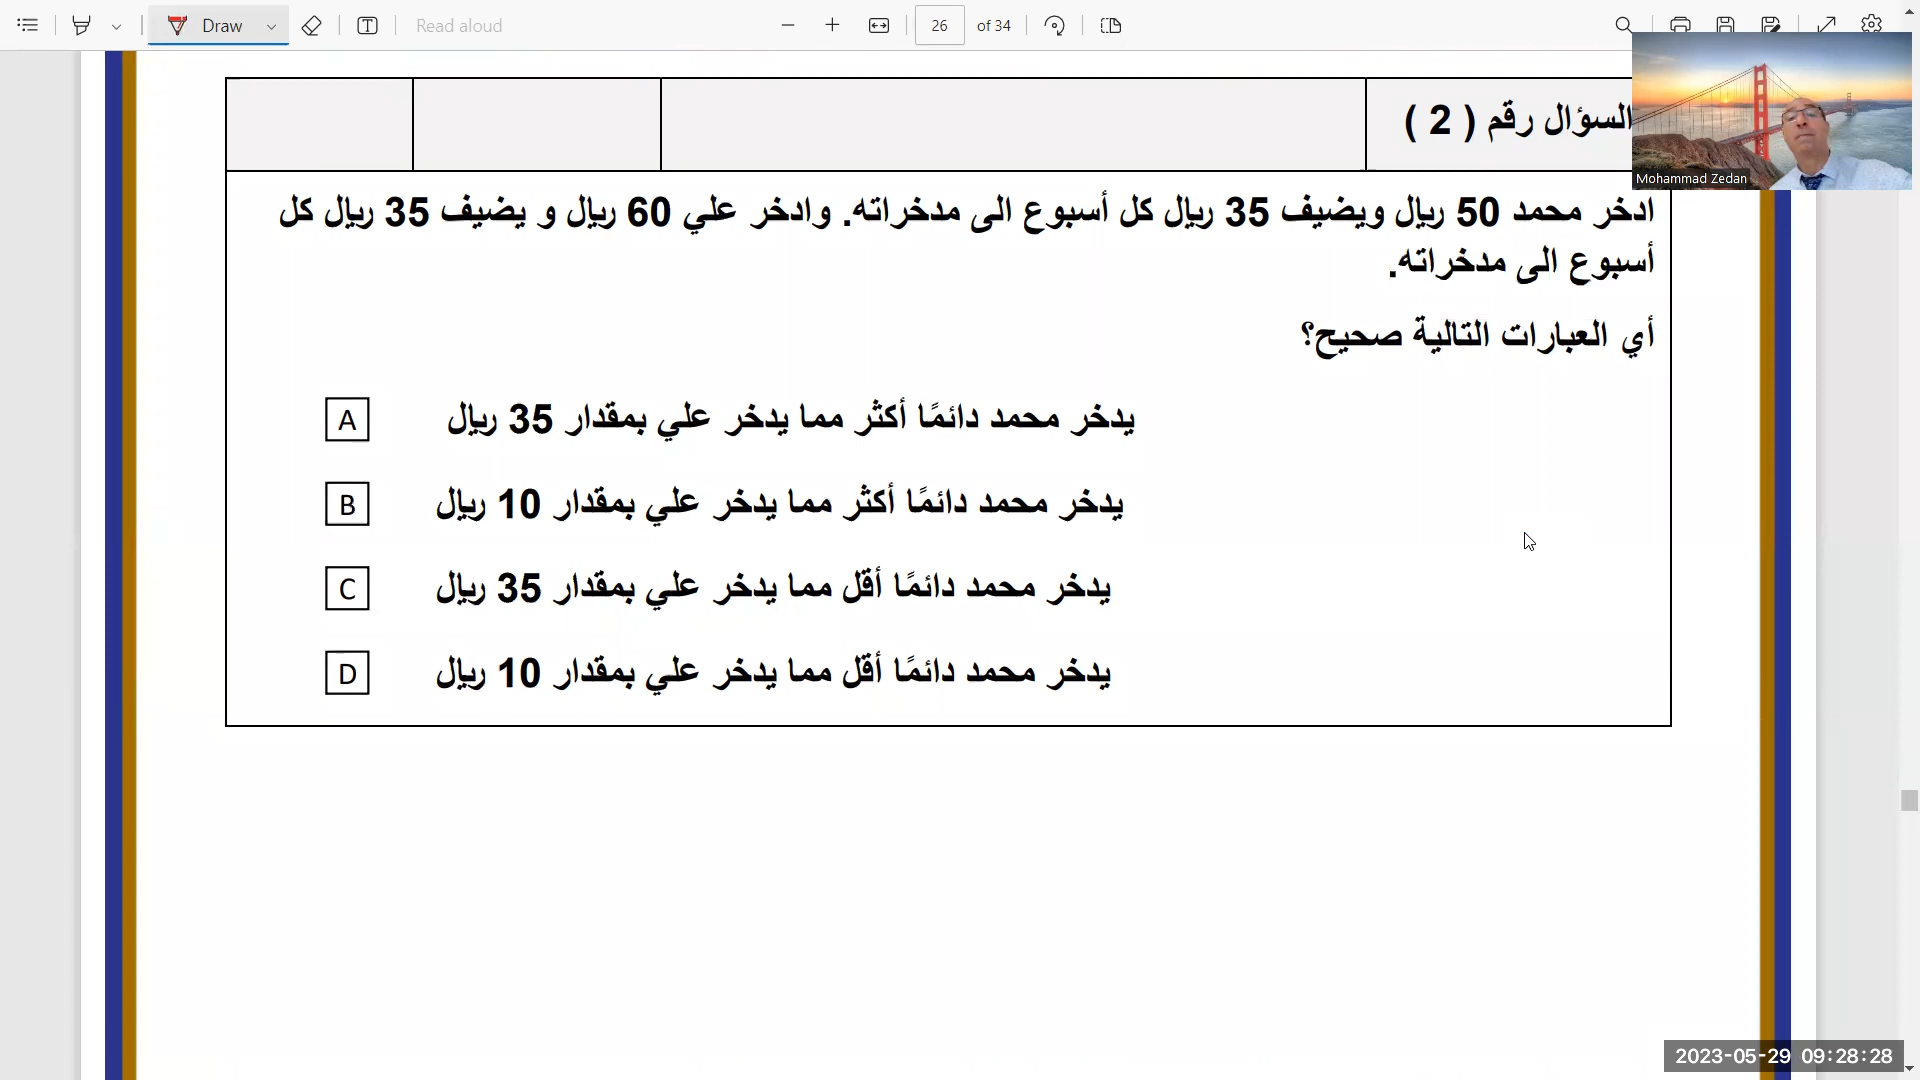 Draw
Read aloud
26 of 34
Mohammad Zedan
السؤال رقم ( 2 )
ادخر محمد 50 ريال ويضيف 35 ريال كل أسبوع الى مدخراته. وادخر علي 60 ريال و يضيف 35 ريال كل
أسبوع الى مدخراته.
أي العبارات التالية صحيح؟
A يدخر محمد دائمًا أكثر مما يدخر علي بمقدار 35 ريال
B يدخر محمد دائمًا أكثر مما يدخر علي بمقدار 10 ريال
C يدخر محمد دائمًا أقل مما يدخر علي بمقدار 35 ريال
D يدخر محمد دائمًا أقل مما يدخر علي بمقدار 10 ريال
2023-05-29 09:28:28